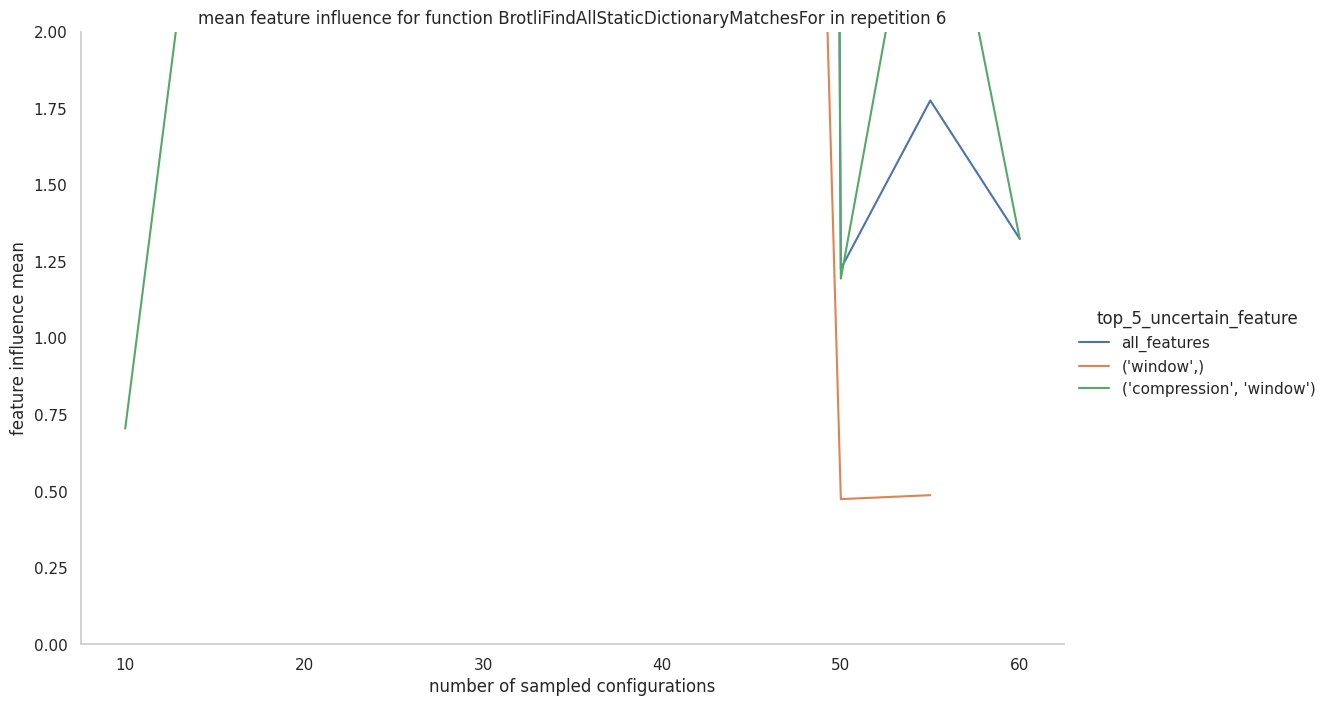 mean feature influence for function BrotliFindAllStaticDictionaryMatchesFor in repetition 6
2.00
1.75
1.50
1.25
1.00
0.75
0.50
0.25
0.00
feature influence mean
10 20 30 40 50 60
number of sampled configurations
top_5_uncertain_feature
all_features
('window',)
('compression', 'window')